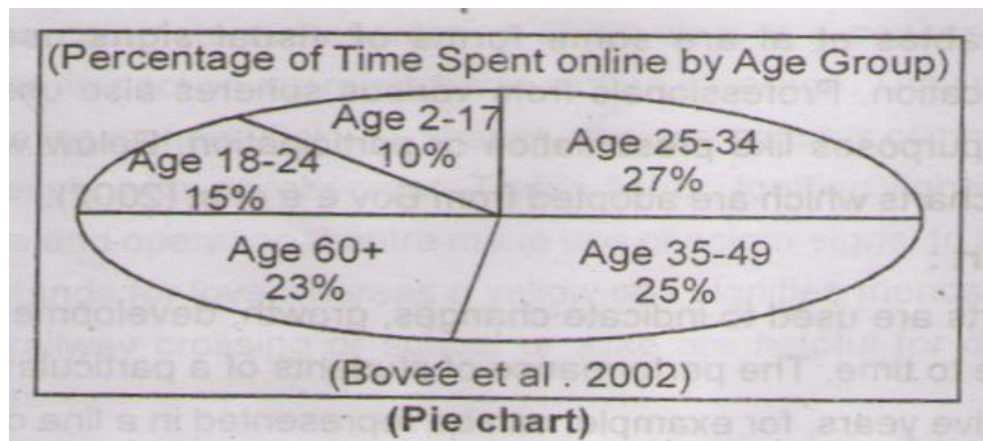 (Percentage of Time Spent online by Age Group)
Age 2-17
10%
Age 25-34
27%
Age 18-24
15%
Age 60+
23%
Age 35-49
25%
(Boveé et al . 2002)
(Pie chart)